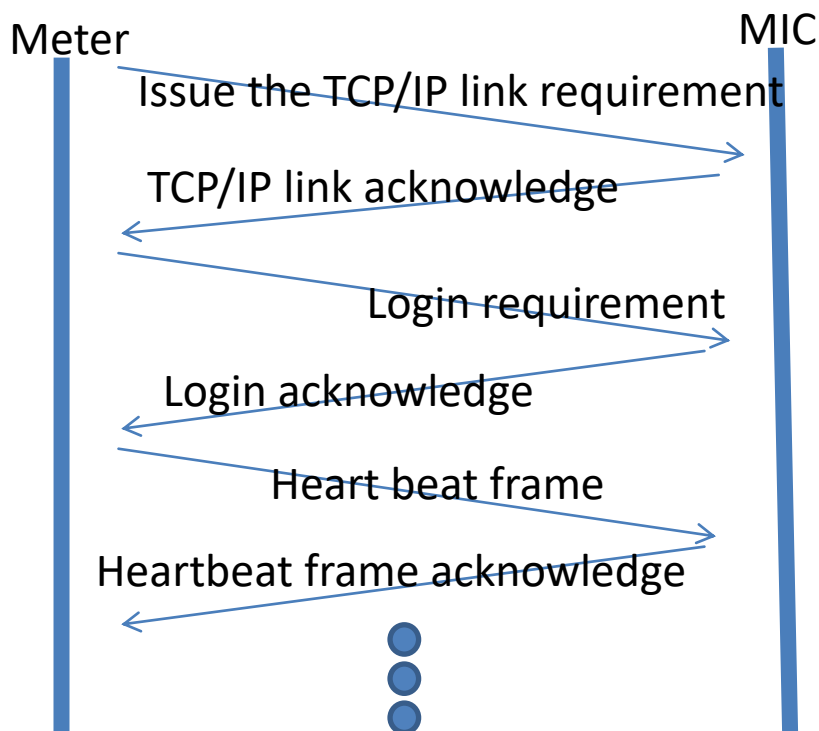 Meter
MIC
Issue the TCP/IP link requirement
TCP/IP link acknowledge
Login requirement
Login acknowledge
Heart beat frame
Heartbeat frame acknowledge